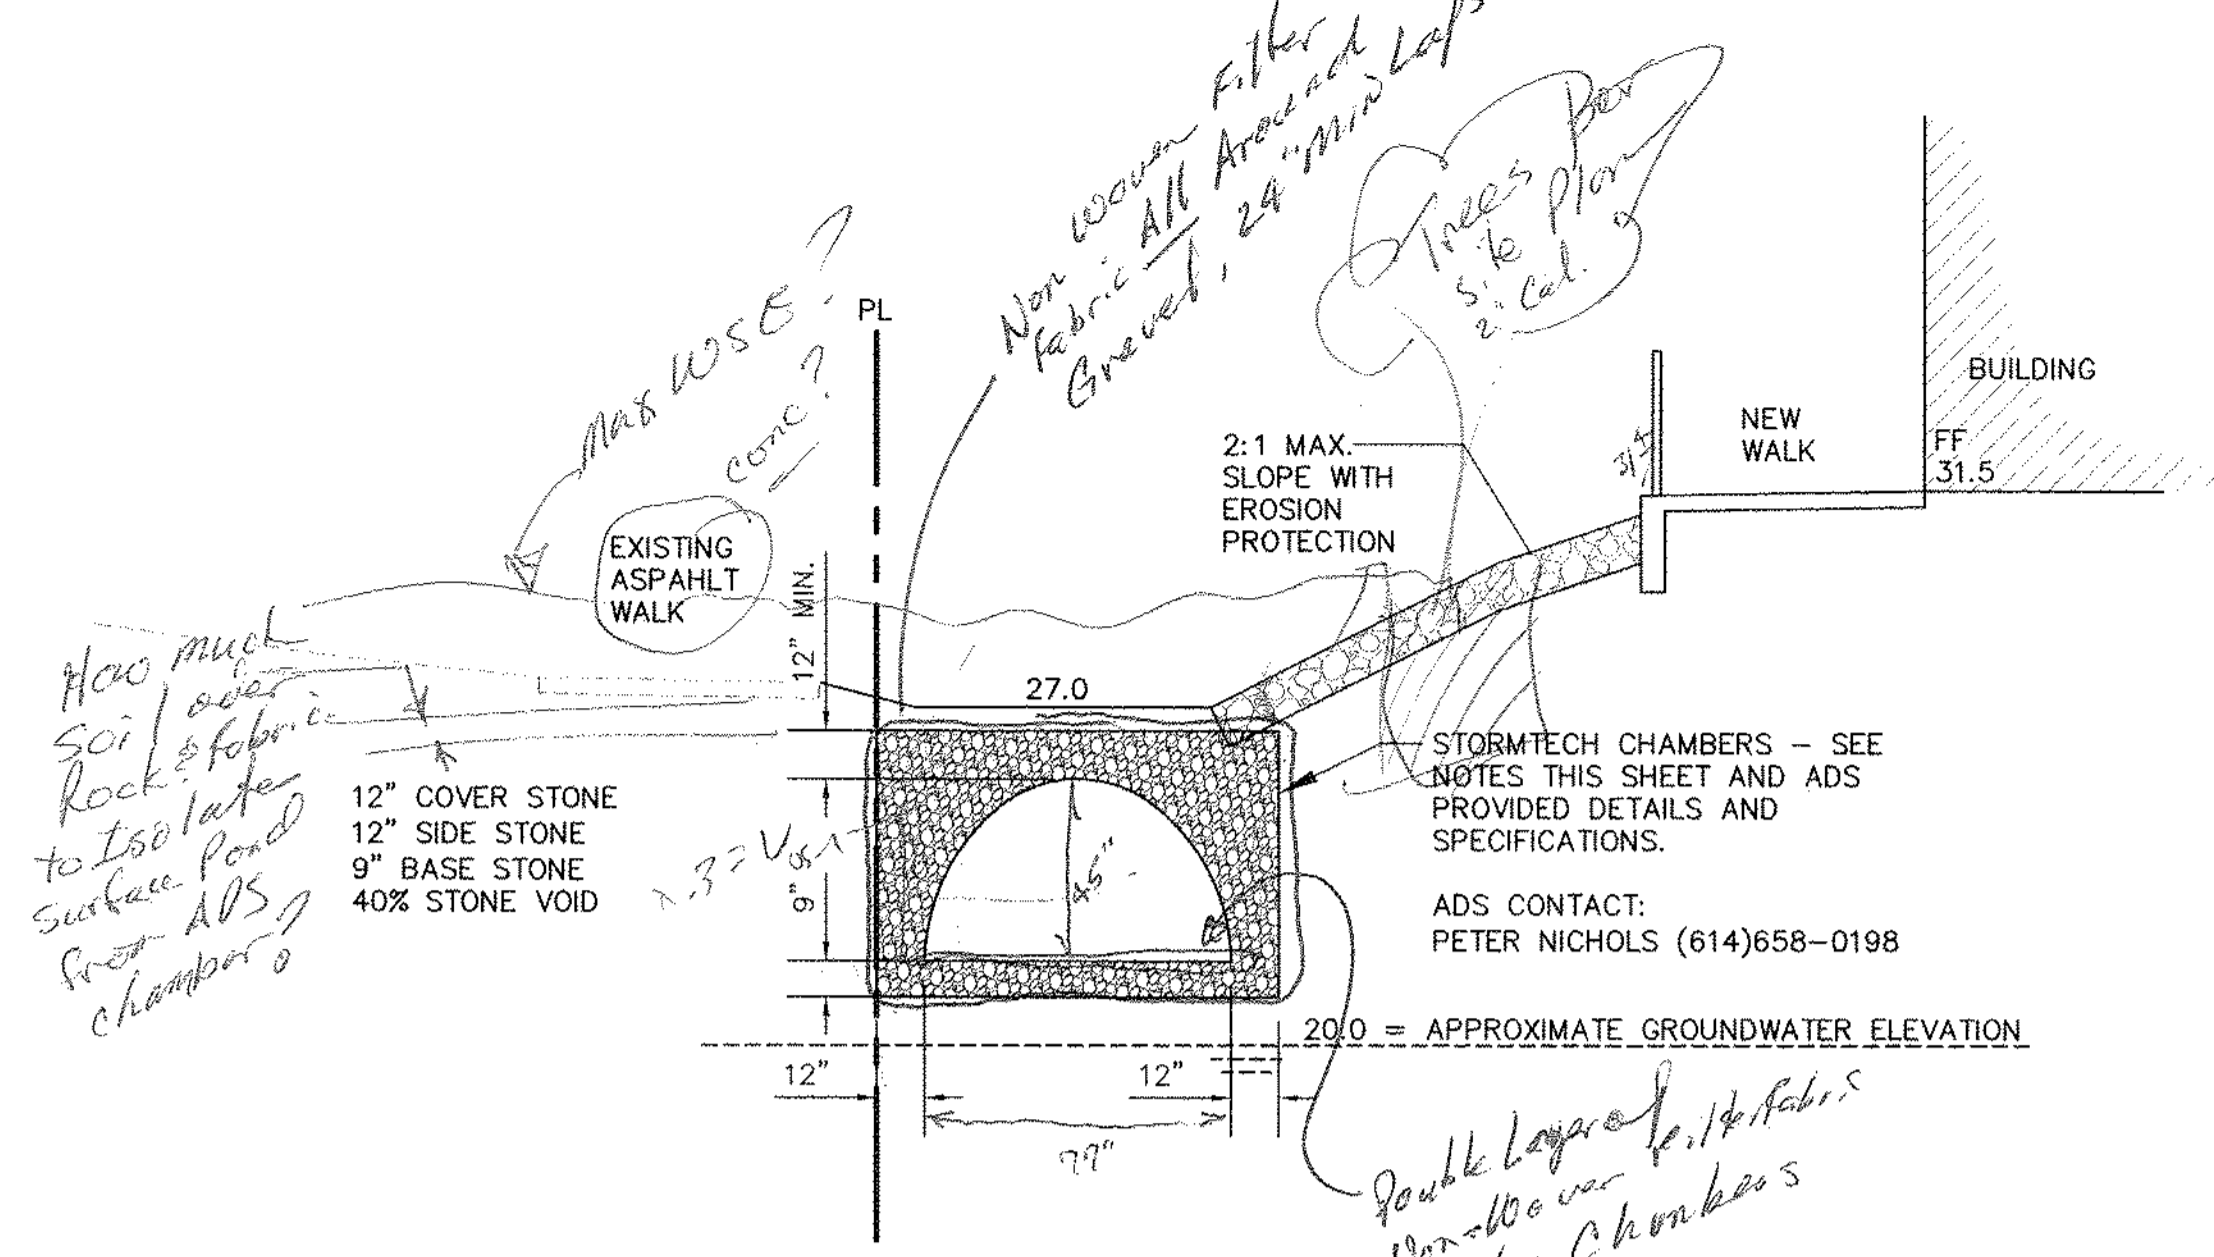 Non Woven Filter
fabric All Around
Gravel, 24" Min Lap
Trees Per
Site Plan
2" Cal.
Max WSE?
conc?
PL
BUILDING
NEW
WALK
FF
31.5
2:1 MAX.
SLOPE WITH
EROSION
PROTECTION
EXISTING
ASPAHLT
WALK
12" MIN.
27.0
How much
Soil over
Rock & fabric
to Isolate
Surface Pond
from ADS
chamber?
12" COVER STONE
12" SIDE STONE
9" BASE STONE
40% STONE VOID
9"
45"
STORMTECH CHAMBERS – SEE
NOTES THIS SHEET AND ADS
PROVIDED DETAILS AND
SPECIFICATIONS.
ADS CONTACT:
PETER NICHOLS (614)658–0198
20.0 = APPROXIMATE GROUNDWATER ELEVATION
12"
12"
77"
Double Layer of
Non-Woven Filter fabric
Chambers